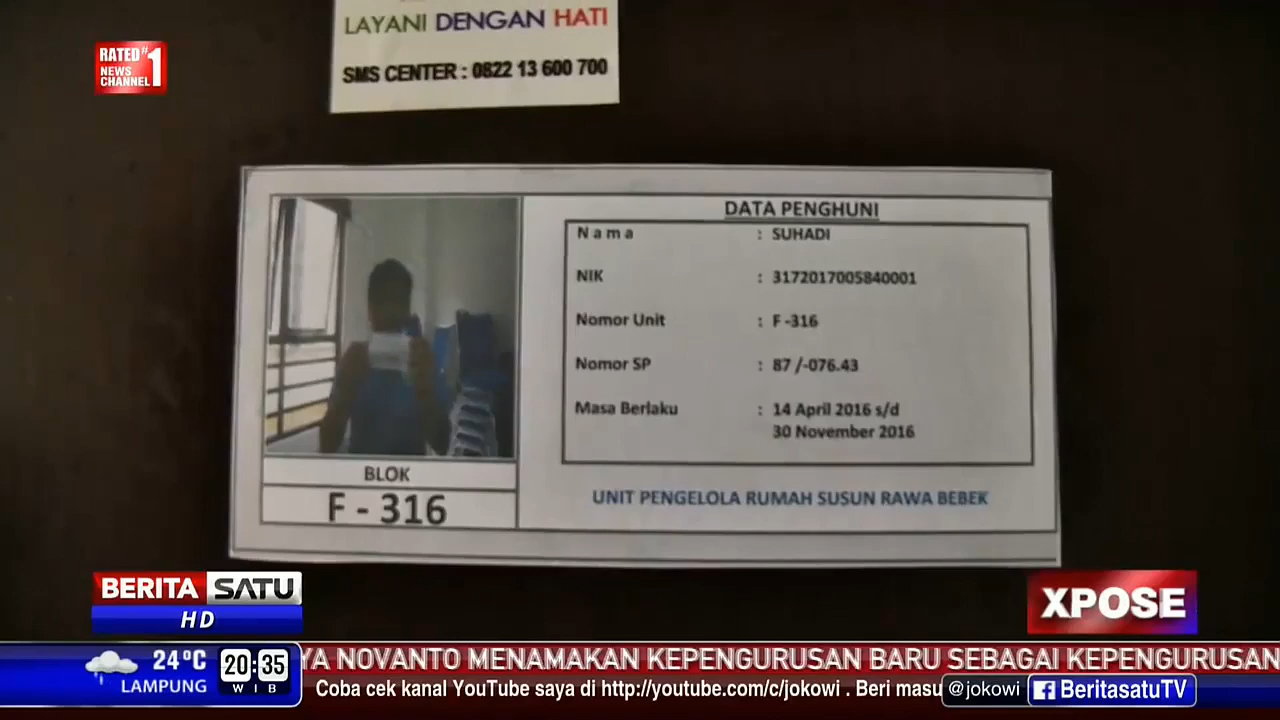 LAYANI DENGAN HATI
SMS CENTER : 0822 13 600 700
RATED #1
NEWS
CHANNEL
DATA PENGHUNI
Nama : SUHADI
NIK : 3172017005840001
Nomor Unit : F -316
Nomor SP : 87 /-076.43
Masa Berlaku : 14 April 2016 s/d
30 November 2016
BLOK
F - 316
UNIT PENGELOLA RUMAH SUSUN RAWA BEBEK
BERITA SATU
HD
XPOSE
24°C
LAMPUNG
20:35
WIB
YA NOVANTO MENAMAKAN KEPENGURUSAN BARU SEBAGAI KEPENGURUSAN
Coba cek kanal YouTube saya di http://youtube.com/c/jokowi . Beri masu
@jokowi
BeritasatuTV